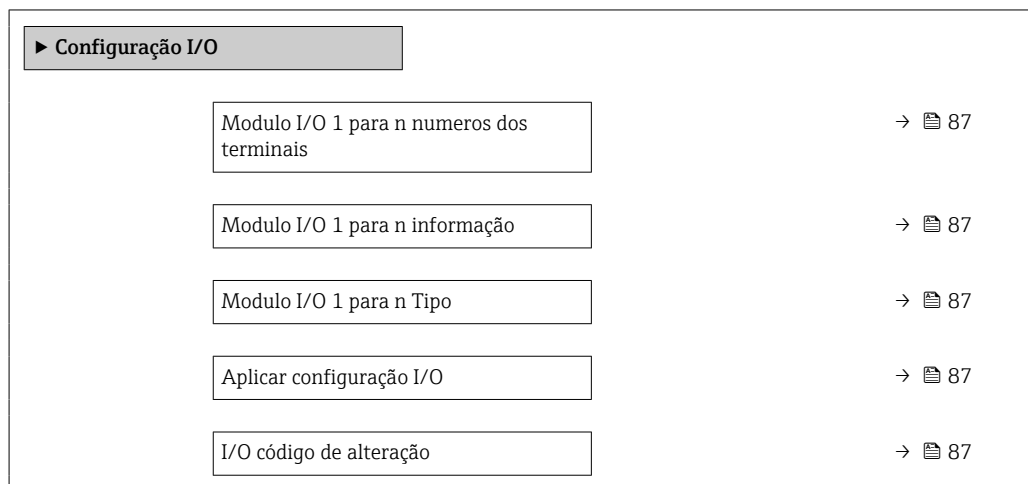 ▶ Configuração I/O
Modulo I/O 1 para n numeros dos
terminais
→ 87
Modulo I/O 1 para n informação
→ 87
Modulo I/O 1 para n Tipo
→ 87
Aplicar configuração I/O
→ 87
I/O código de alteração
→ 87